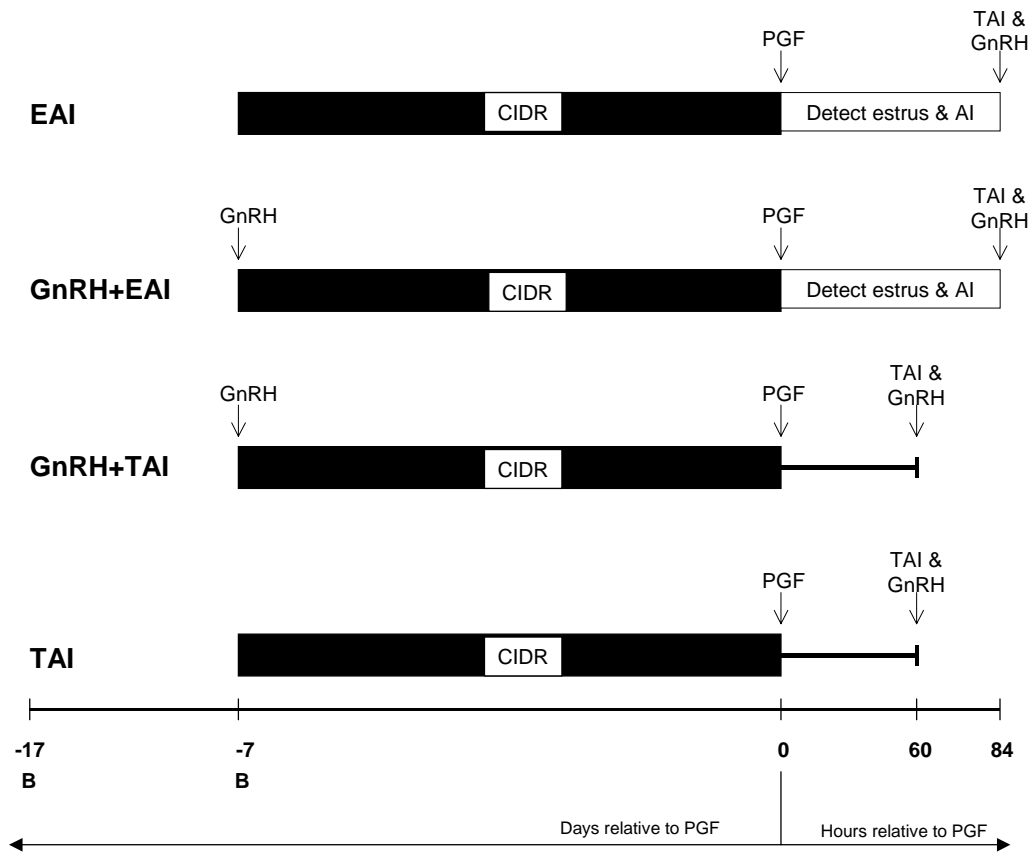 PGF
TAI &
GnRH
EAI
CIDR
Detect estrus & AI
GnRH
PGF
TAI &
GnRH
GnRH+EAI
CIDR
Detect estrus & AI
GnRH
PGF
TAI &
GnRH
GnRH+TAI
CIDR
PGF
TAI &
GnRH
TAI
CIDR
-17 -7 0 60 84
B B
Days relative to PGF Hours relative to PGF